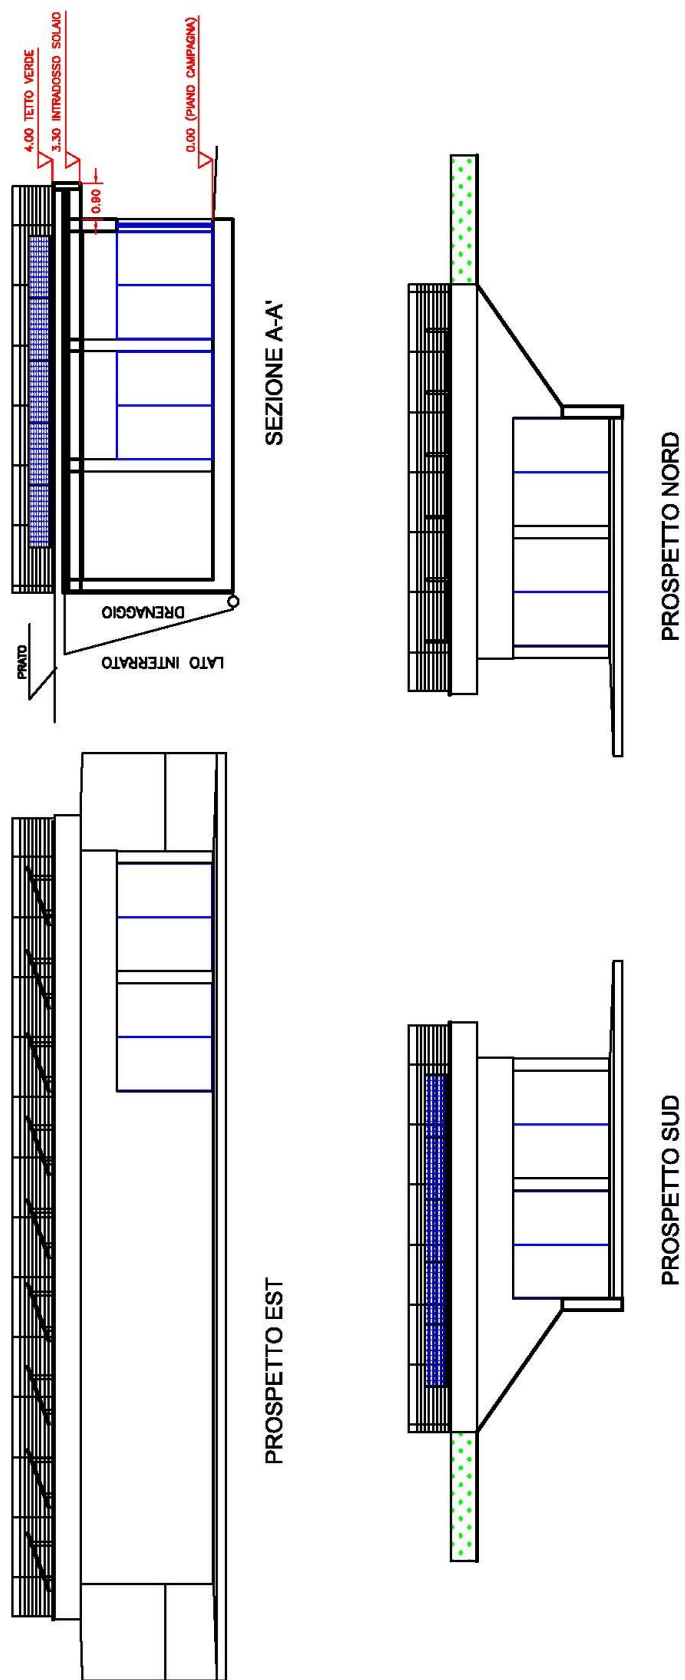 4.00 TETTO VERDE
3.30 INTRADOSSO SOLAIO
0.00 (PIANO CAMPAGNA)
0.90
PRATO
DRENAGGIO
LATO INTERRATO
SEZIONE A-A'
PROSPETTO EST
PROSPETTO NORD
PROSPETTO SUD